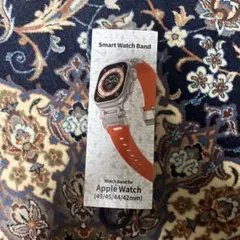 Smart Watch Band
Watch Band for
Apple Watch
(49/45/44/42mm)